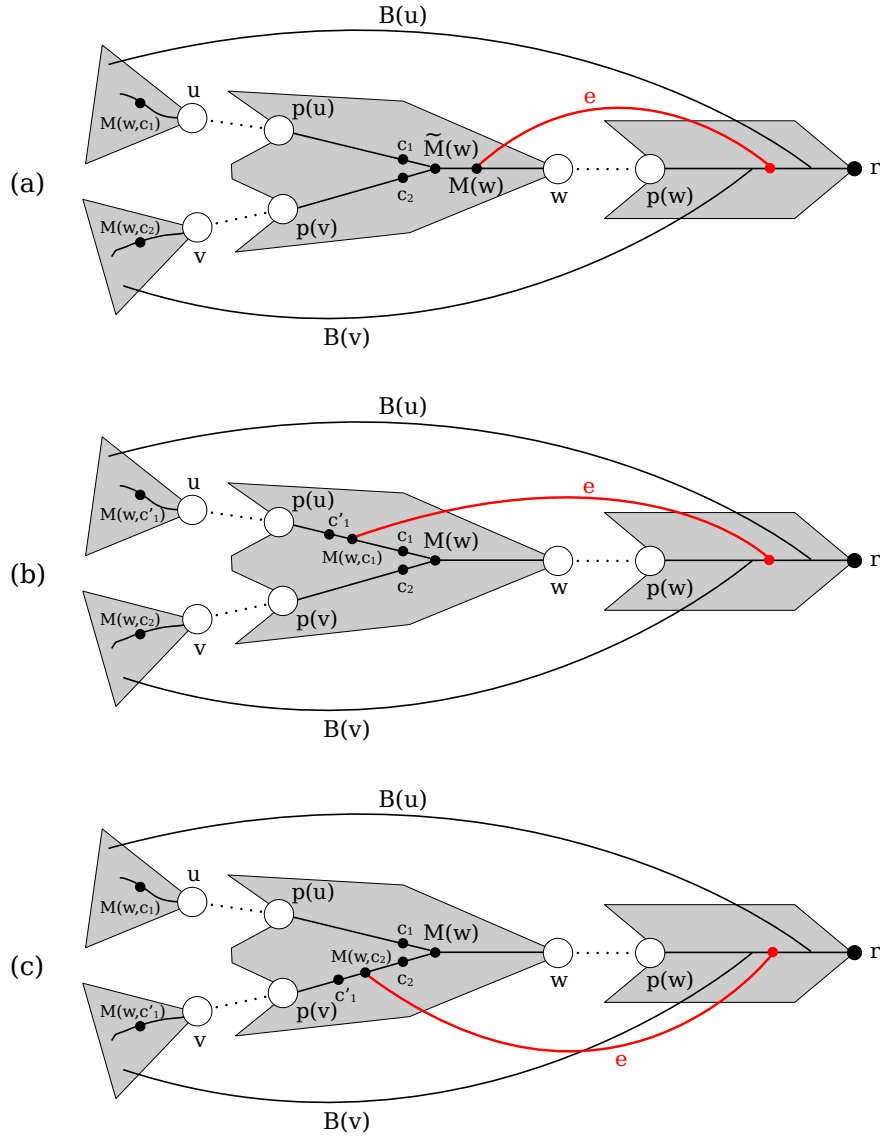 B(u)
u
e
M(w,c₁)
p(u)
c₁
M̃(w)
r
(a)
M(w)
c₂
w
p(w)
M(w,c₂)
p(v)
v
B(v)
B(u)
u
e
p(u)
M(w,c'₁)
c'₁
c₁
M(w)
M(w,c₁)
r
(b)
c₂
w
p(w)
M(w,c₂)
p(v)
v
B(v)
B(u)
u
p(u)
M(w,c₁)
c₁
M(w)
M(w,c₂)
r
(c)
c₂
w
p(w)
c'₁
M(w,c'₁)
p(v)
v
e
B(v)